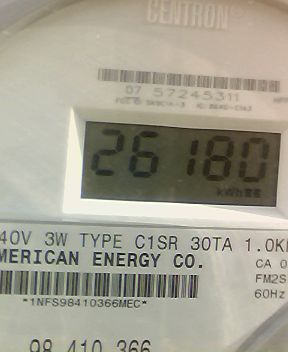 CENTRON
07 57245311
26180
kWh
40V 3W TYPE C1SR 30TA 1.0K
MERICAN ENERGY CO.
CA 0
FM2S
60Hz
*1NFS98410366MEC*
98 410 366